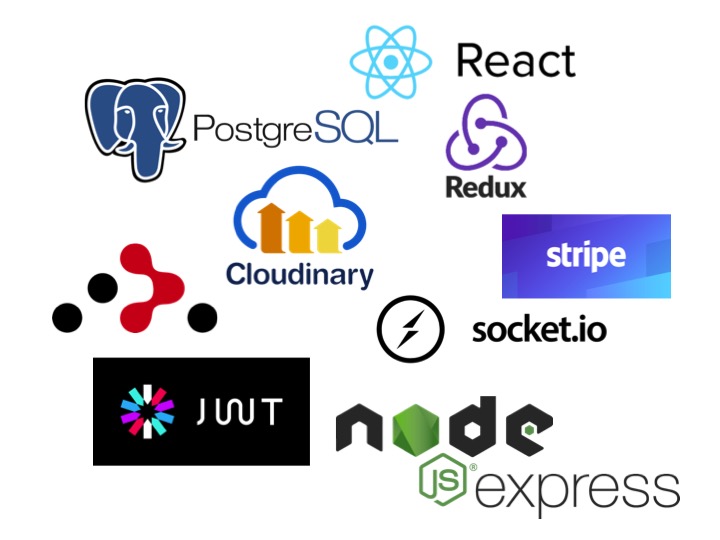 React
PostgreSQL
Redux
Cloudinary
stripe
socket.io
JWT
node
JS®
express